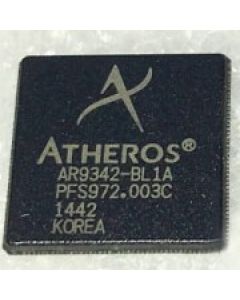 ATHEROS®
AR9342-BL1A
PFS972.003C
1442
KOREA